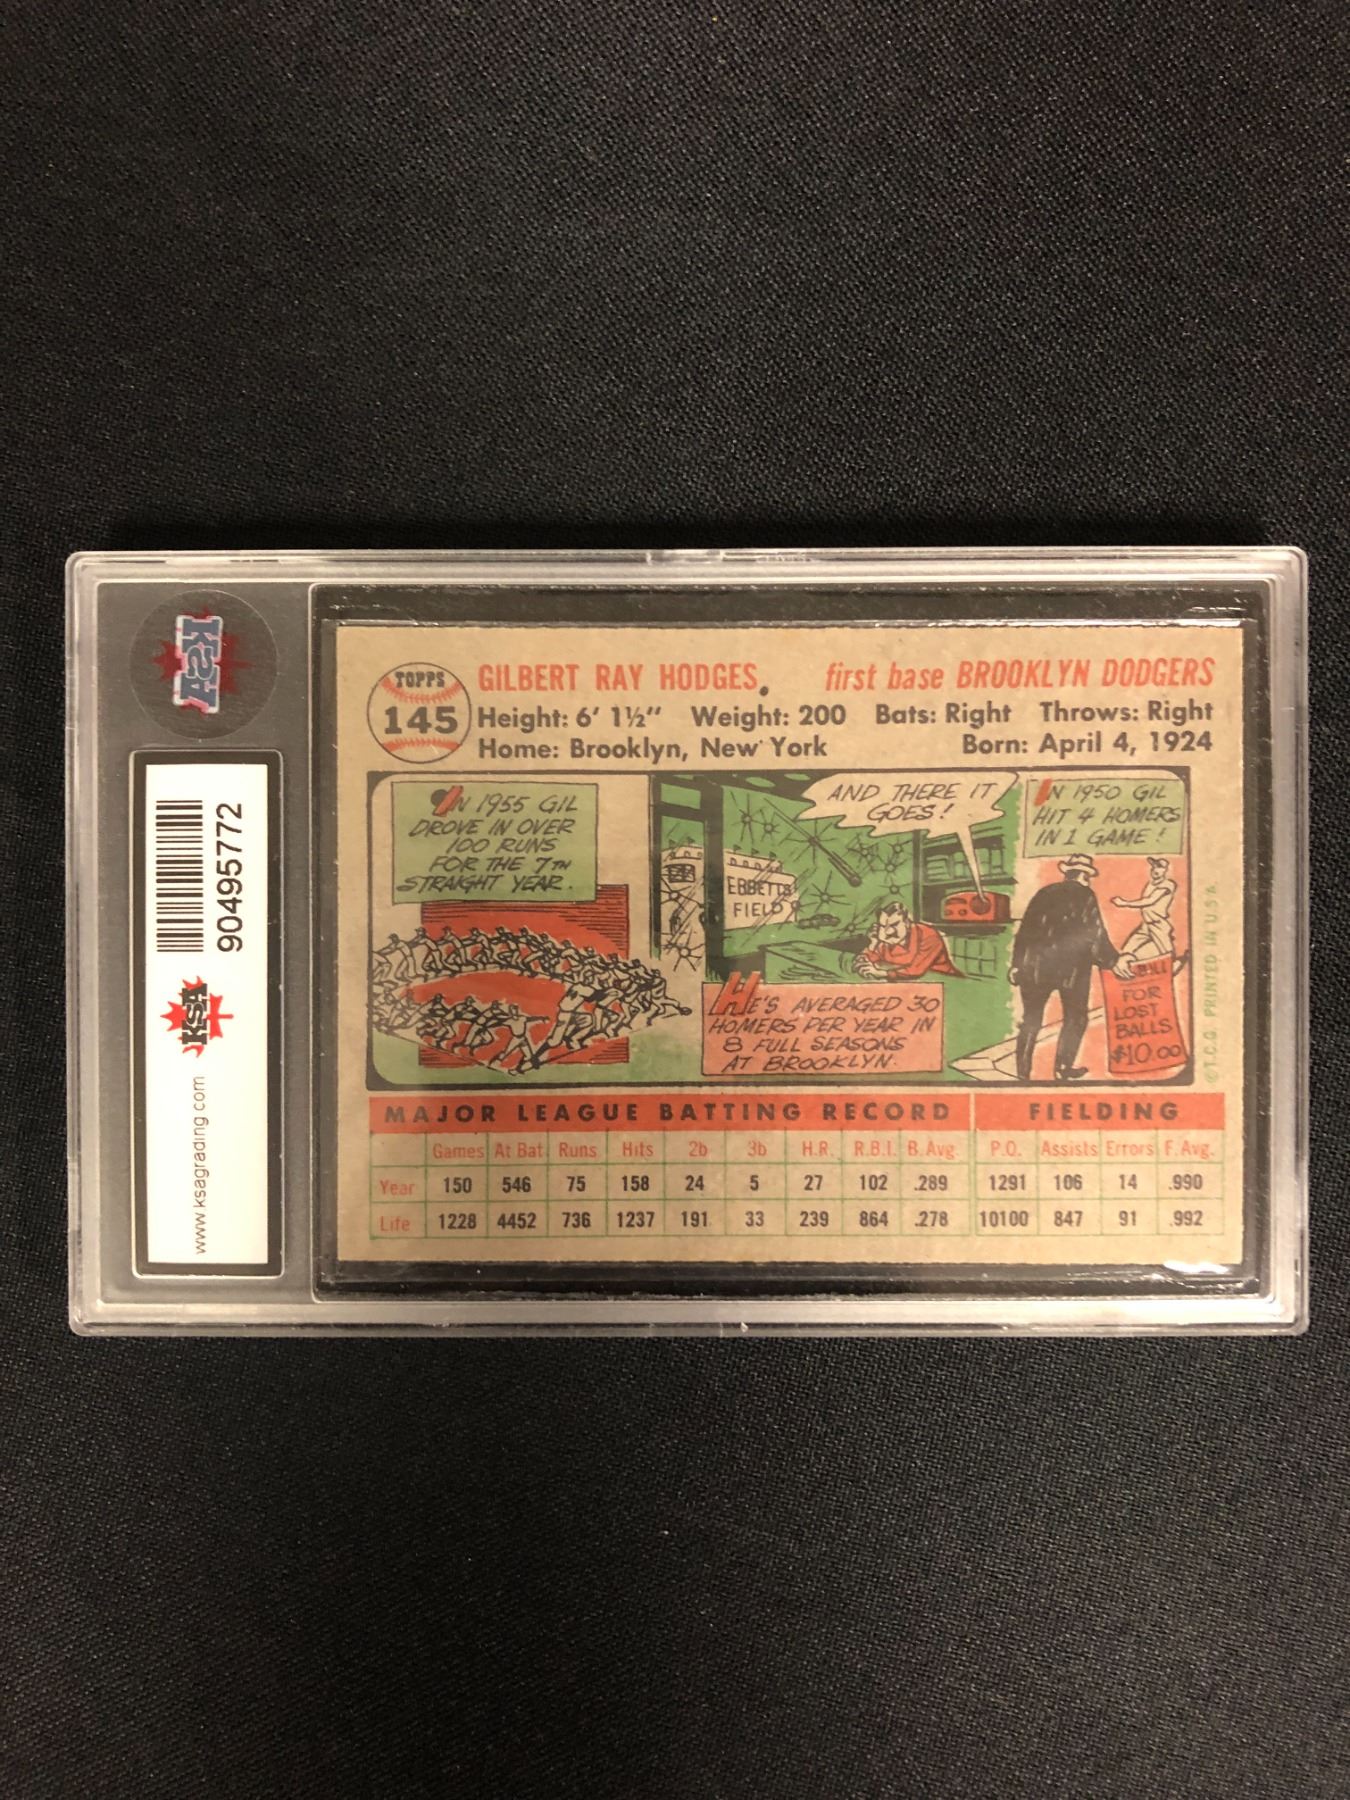 KSA
90495772
KSA
www.ksagrading.com
TOPPS
145
GILBERT RAY HODGES. first base BROOKLYN DODGERS
Height: 6' 1½" Weight: 200 Bats: Right Throws: Right
Home: Brooklyn, New York Born: April 4, 1924
IN 1955 GIL
DROVE IN OVER
100 RUNS
FOR THE 7TH
STRAIGHT YEAR.
EBBETTS
FIELD
AND THERE IT
GOES!
HE'S AVERAGED 30
HOMERS PER YEAR IN
8 FULL SEASONS
AT BROOKLYN.
IN 1950 GIL
HIT 4 HOMERS
IN 1 GAME!
BILL
FOR
LOST
BALLS
$10.00
©T.C.G. PRINTED IN U.S.A.
MAJOR LEAGUE BATTING RECORD FIELDING
Games At Bat Runs Hits 2b 3b H.R. R.B.I. B.Avg. P.O. Assists Errors F.Avg.
Year 150 546 75 158 24 5 27 102 .289 1291 106 14 .990
Life 1228 4452 736 1237 191 33 239 864 .278 10100 847 91 .992